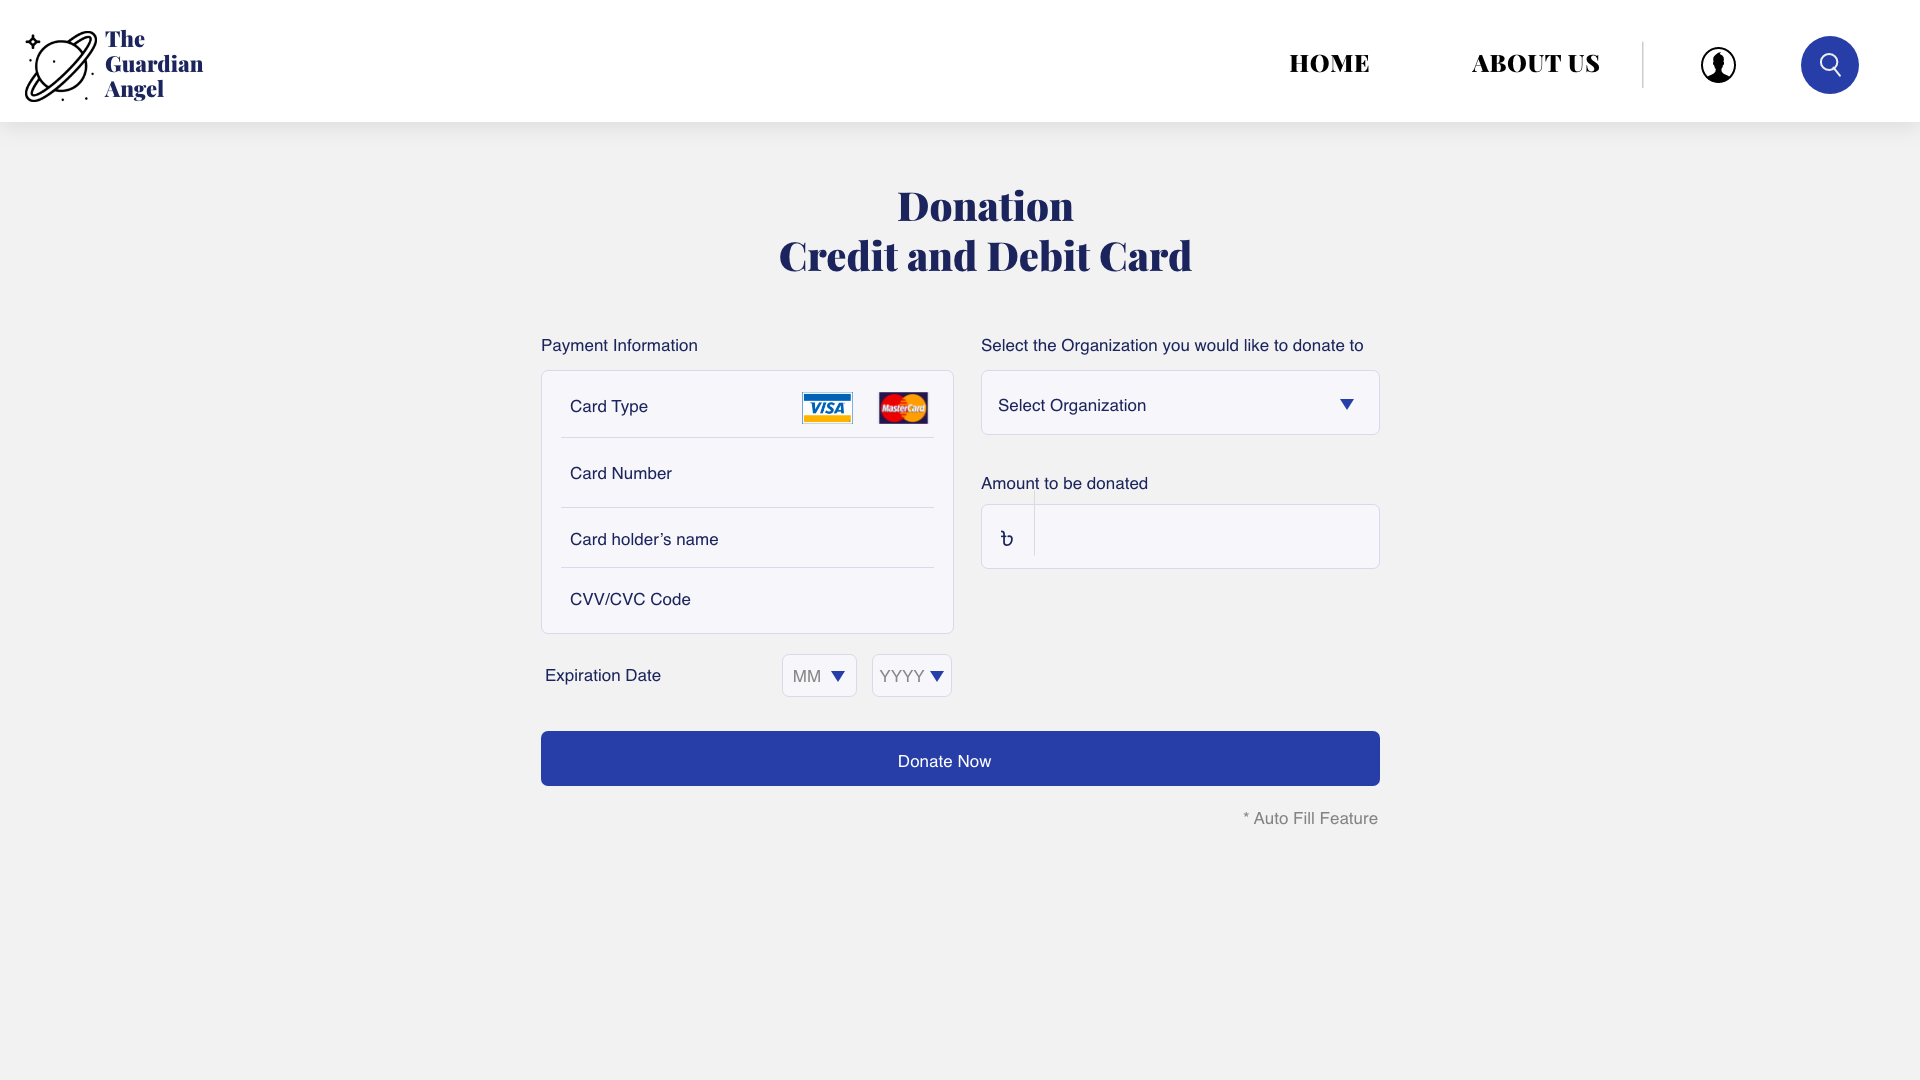 The
Guardian
Angel
HOME
ABOUT US
Donation
Credit and Debit Card
Payment Information
Card Type
VISA
MasterCard
Card Number
Card holder’s name
CVV/CVC Code
Expiration Date
MM
YYYY
Select the Organization you would like to donate to
Select Organization
Amount to be donated
৳
Donate Now
* Auto Fill Feature